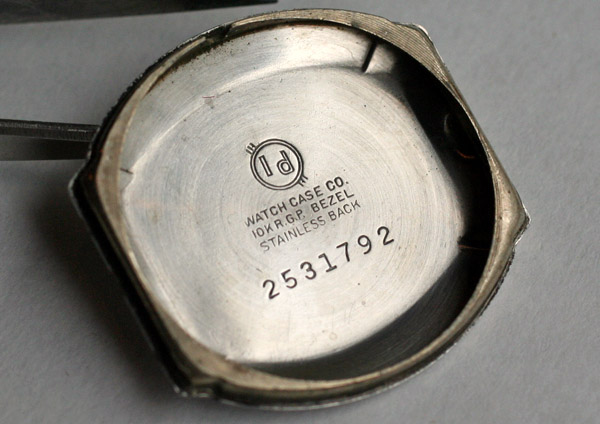 ID
WATCH CASE CO.
10K R.G.P. BEZEL
STAINLESS BACK
2531792